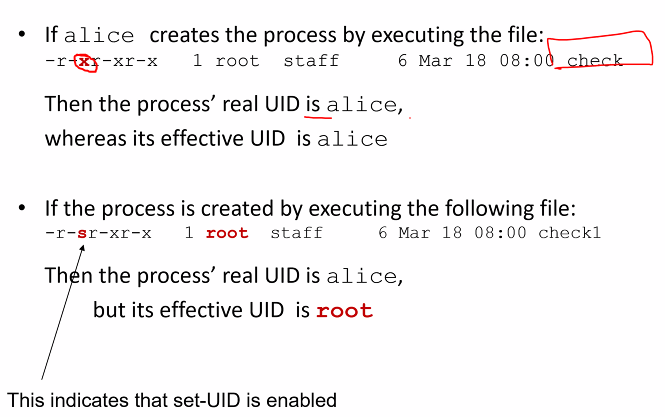 • If alice creates the process by executing the file:
-r-xr-xr-x 1 root staff 6 Mar 18 08:00 check
Then the process’ real UID is alice,
whereas its effective UID is alice
• If the process is created by executing the following file:
-r-sr-xr-x 1 root staff 6 Mar 18 08:00 check1
Then the process’ real UID is alice,
but its effective UID is root
This indicates that set-UID is enabled